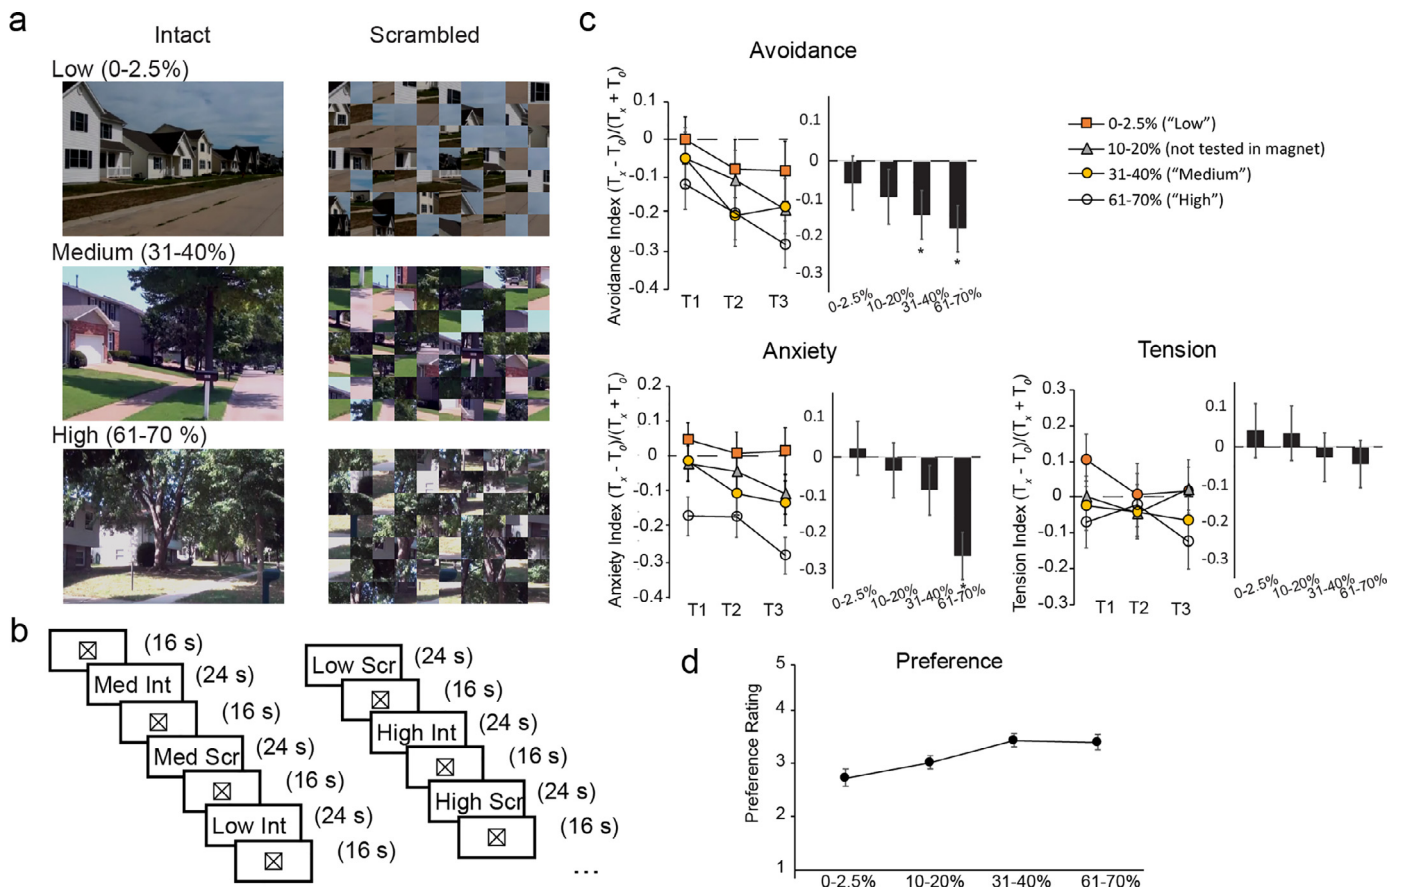 a
Intact
Scrambled
Low (0-2.5%)
Medium (31-40%)
High (61-70 %)
b
(16 s)
Med Int
(24 s)
(16 s)
Med Scr
(24 s)
(16 s)
Low Int
(24 s)
(16 s)
Low Scr
(24 s)
(16 s)
High Int
(24 s)
(16 s)
High Scr
(24 s)
(16 s)
...
c
Avoidance
Avoidance Index (Tx - T0)/(Tx + T0)
0.1
0
-0.1
-0.2
-0.3
-0.4
T1 T2 T3
0.1
0
-0.1
-0.2
-0.3
* *
0-2.5% 10-20% 31-40% 61-70%
0-2.5% (“Low”)
10-20% (not tested in magnet)
31-40% (“Medium”)
61-70% (“High”)
Anxiety
Anxiety Index (Tx - T0)/(Tx + T0)
0.2
0.1
0
-0.1
-0.2
-0.3
-0.4
T1 T2 T3
0.1
0
-0.1
-0.2
-0.3
*
0-2.5% 10-20% 31-40% 61-70%
Tension
Tension Index (Tx - T0)/(Tx + T0)
0.3
0.2
0.1
0
-0.1
-0.2
-0.3
T1 T2 T3
0.1
0
-0.1
-0.2
-0.3
0-2.5% 10-20% 31-40% 61-70%
d
Preference
Preference Rating
5
4
3
2
1
0-2.5% 10-20% 31-40% 61-70%